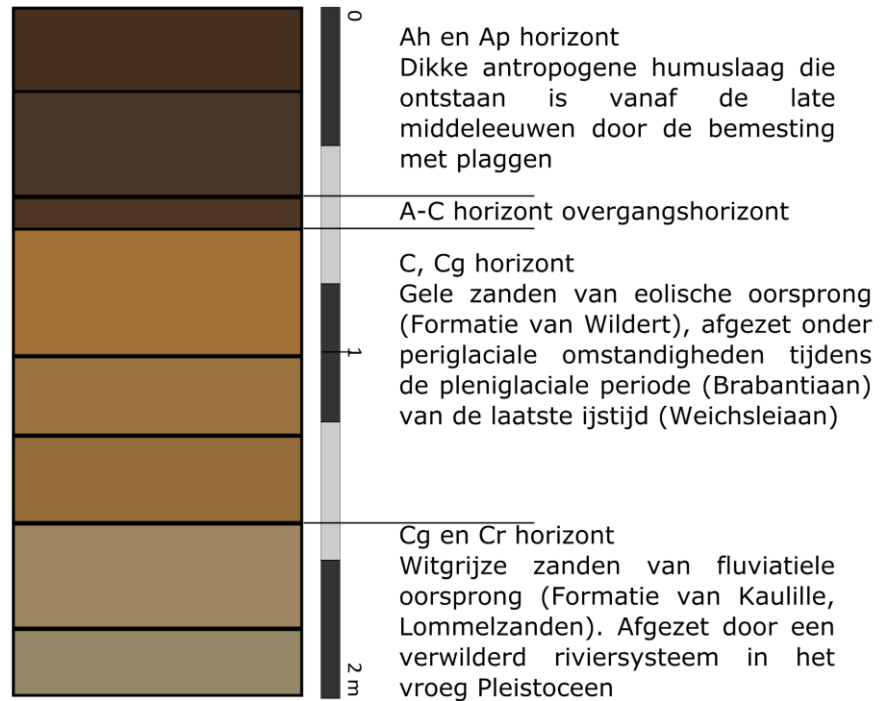 0
Ah en Ap horizont
Dikke antropogene humuslaag die
ontstaan is vanaf de late
middeleeuwen door de bemesting
met plaggen
A-C horizont overgangshorizont
C, Cg horizont
Gele zanden van eolische oorsprong
(Formatie van Wildert), afgezet onder
periglaciale omstandigheden tijdens
de pleniglaciale periode (Brabantiaan)
van de laatste ijstijd (Weichsleiaan)
1
Cg en Cr horizont
Witgrijze zanden van fluviatiele
oorsprong (Formatie van Kaulille,
Lommelzanden). Afgezet door een
verwilderd riviersysteem in het
vroeg Pleistoceen
2 m